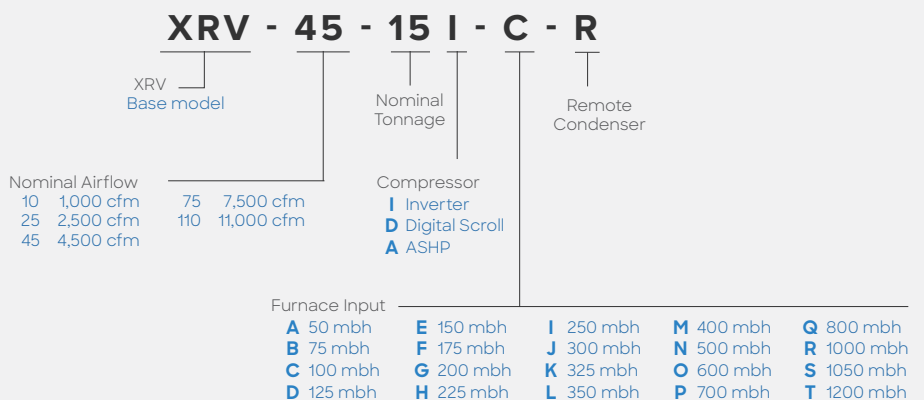 XRV - 45 - 15 I - C - R
XRV
Base model
Nominal
Tonnage
Remote
Condenser
Nominal Airflow
10 1,000 cfm 75 7,500 cfm
25 2,500 cfm 110 11,000 cfm
45 4,500 cfm
Compressor
I Inverter
D Digital Scroll
A ASHP
Furnace Input
A 50 mbh E 150 mbh I 250 mbh M 400 mbh Q 800 mbh
B 75 mbh F 175 mbh J 300 mbh N 500 mbh R 1000 mbh
C 100 mbh G 200 mbh K 325 mbh O 600 mbh S 1050 mbh
D 125 mbh H 225 mbh L 350 mbh P 700 mbh T 1200 mbh